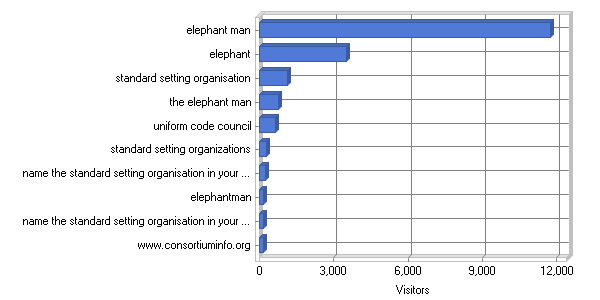 elephant man
elephant
standard setting organisation
the elephant man
uniform code council
standard setting organizations
name the standard setting organisation in your ...
elephantman
name the standard setting organisation in your ...
www.consortiuminfo.org
0 3,000 6,000 9,000 12,000
Visitors